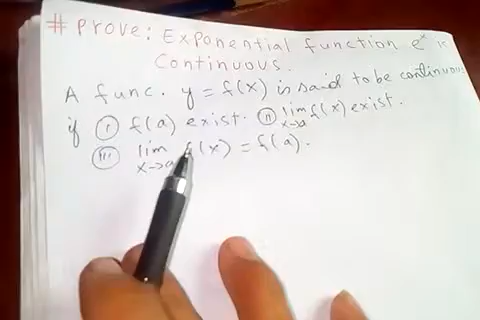 # Prove: Exponential function e^x is
Continuous.
A func. y = f(x) is said to be continuous
if (i) f(a) exist. (ii) lim x→a f(x) exist.
(iii) lim x→a f(x) = f(a).